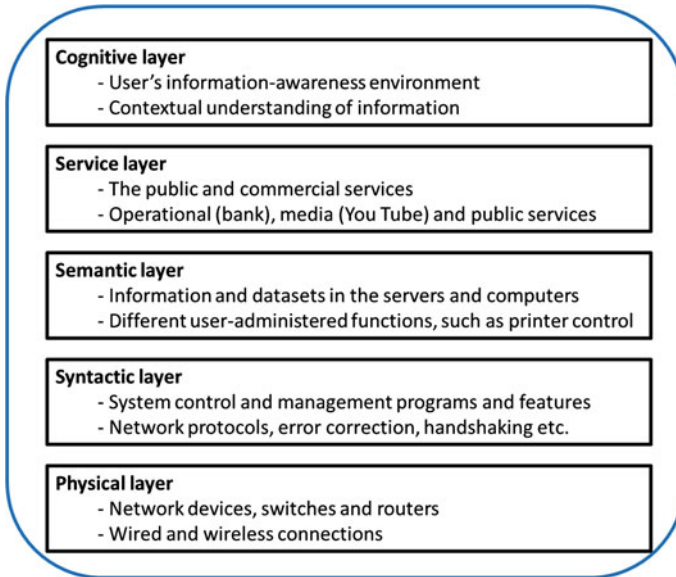 Cognitive layer
- User's information-awareness environment
- Contextual understanding of information
Service layer
- The public and commercial services
- Operational (bank), media (You Tube) and public services
Semantic layer
- Information and datasets in the servers and computers
- Different user-administered functions, such as printer control
Syntactic layer
- System control and management programs and features
- Network protocols, error correction, handshaking etc.
Physical layer
- Network devices, switches and routers
- Wired and wireless connections